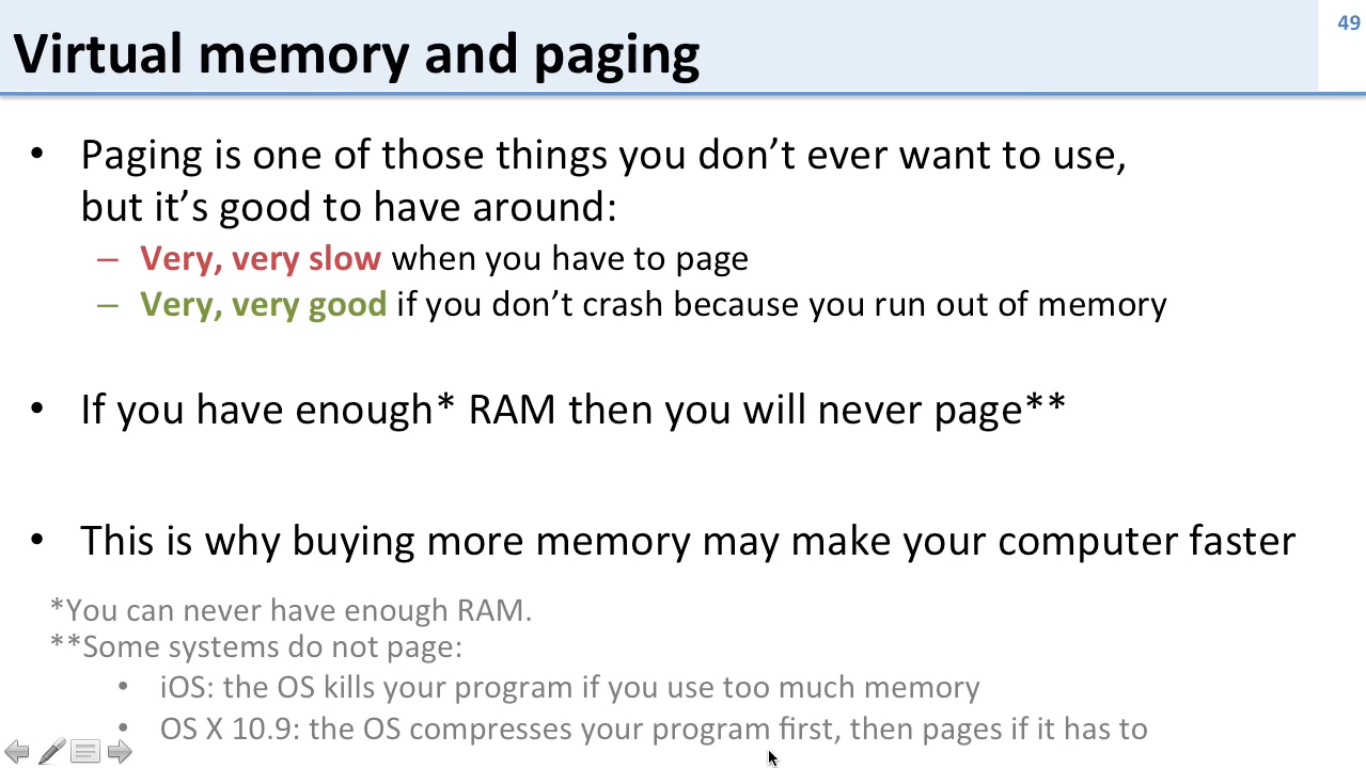 49
Virtual memory and paging
• Paging is one of those things you don’t ever want to use,
but it’s good to have around:
– Very, very slow when you have to page
– Very, very good if you don’t crash because you run out of memory
• If you have enough* RAM then you will never page**
• This is why buying more memory may make your computer faster
*You can never have enough RAM.
**Some systems do not page:
• iOS: the OS kills your program if you use too much memory
• OS X 10.9: the OS compresses your program first, then pages if it has to